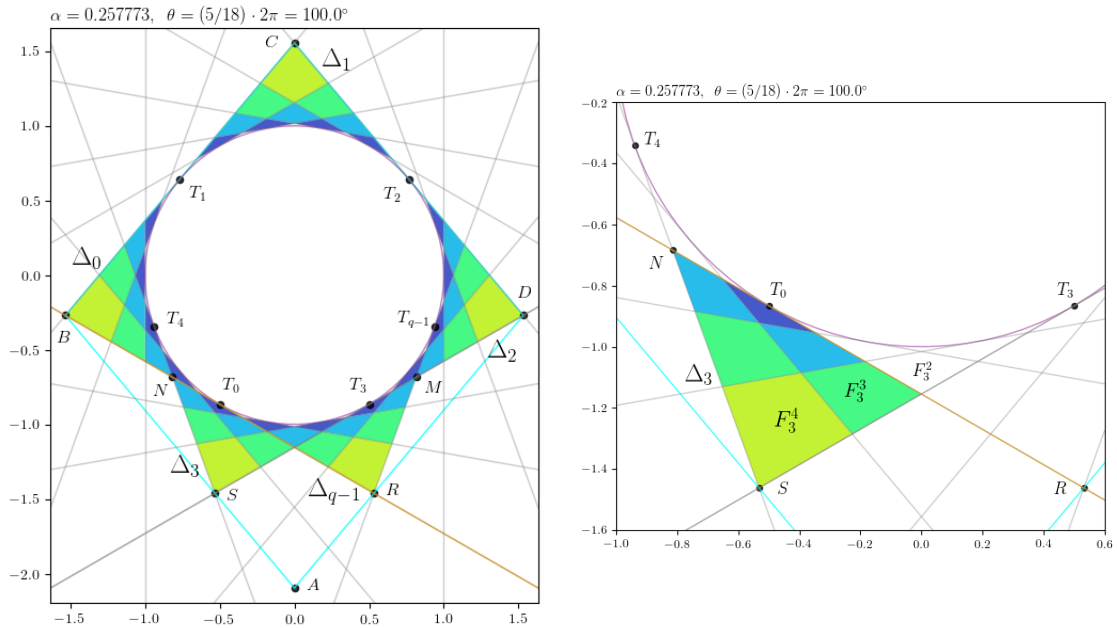 α = 0.257773, θ = (5/18) · 2π = 100.0°
C
Δ₁
1.5
1.0
0.5
0.0
−0.5
−1.0
−1.5
−2.0
T₁
T₂
Δ₀
B
D
T₄
T_{q−1}
Δ₂
N
T₀
T₃
M
Δ₃
S
Δ_{q−1}
R
A
−1.5
−1.0
−0.5
0.0
0.5
1.0
1.5
α = 0.257773, θ = (5/18) · 2π = 100.0°
−0.2
−0.4
−0.6
−0.8
−1.0
−1.2
−1.4
−1.6
T₄
N
T₀
T₃
Δ₃
F₃²
F₃³
F₃⁴
S
R
−1.0
−0.8
−0.6
−0.4
−0.2
0.0
0.2
0.4
0.6